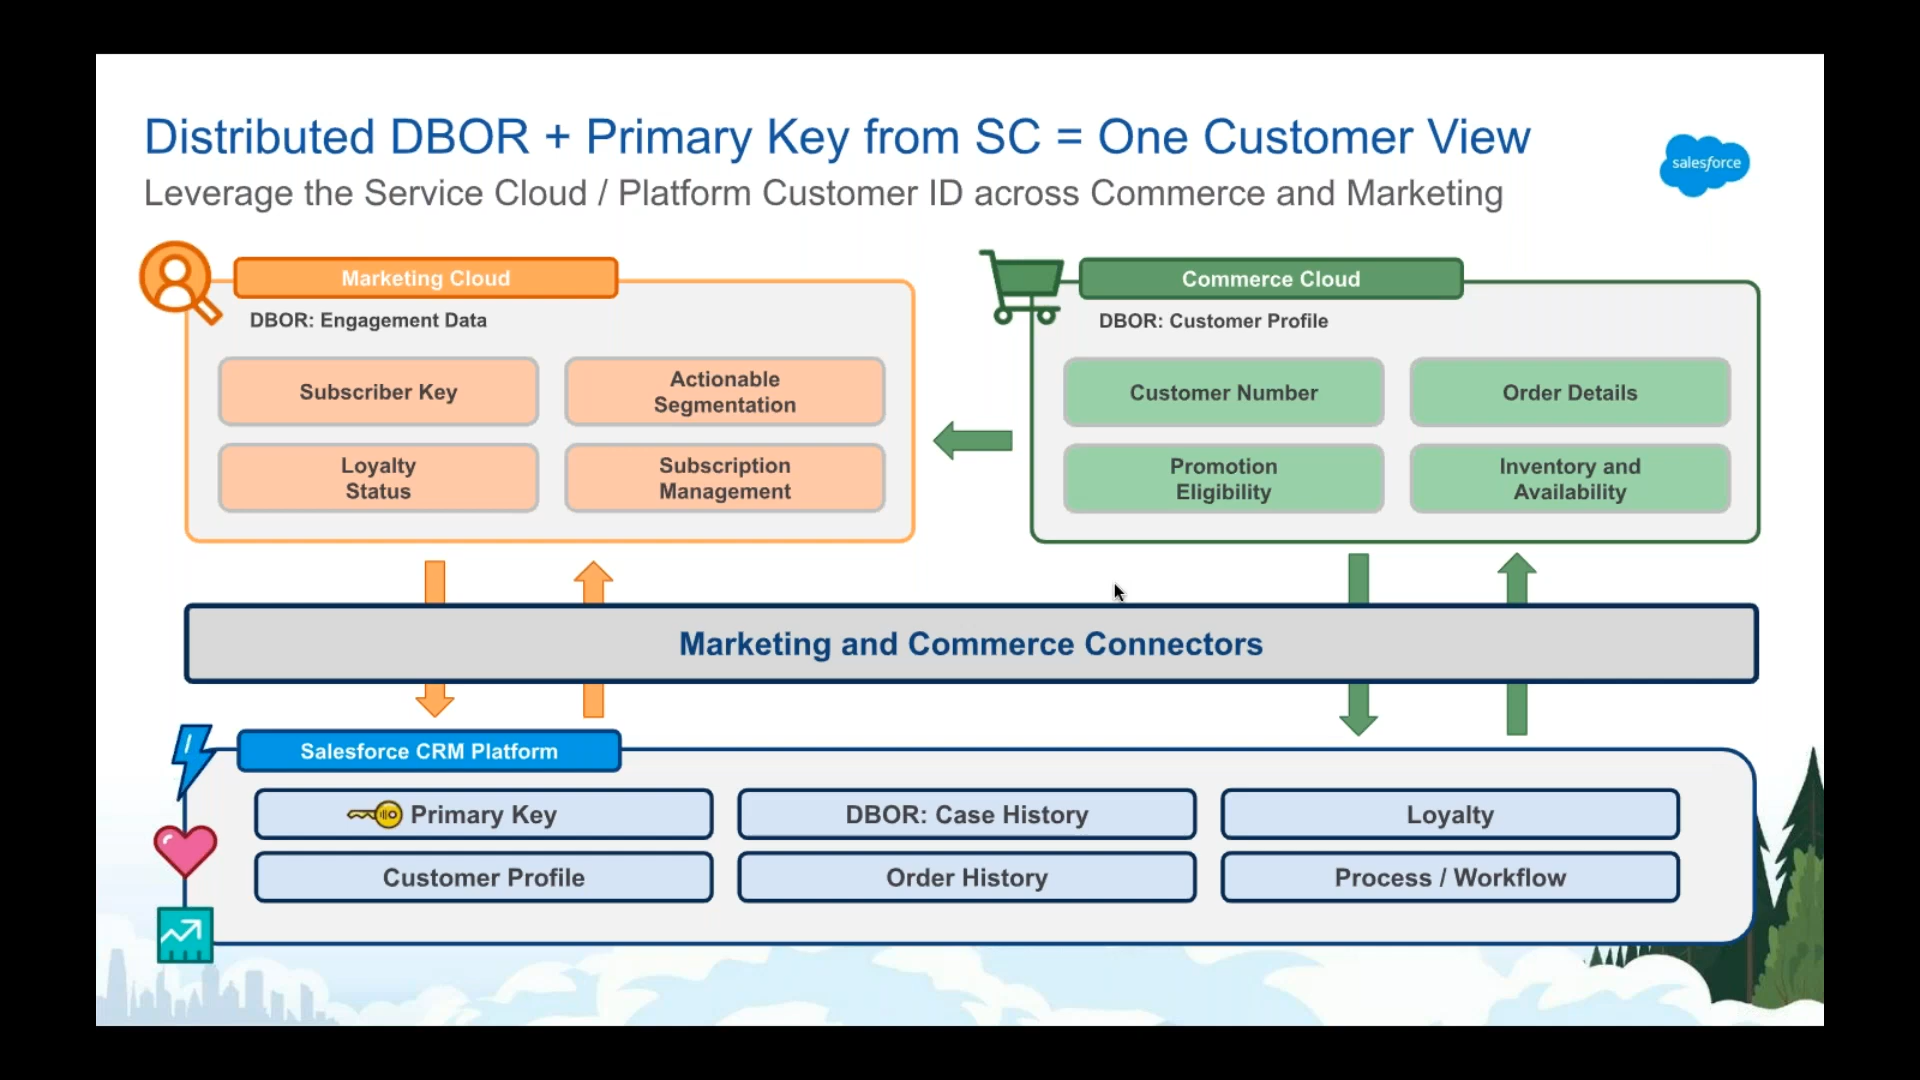 Distributed DBOR + Primary Key from SC = One Customer View
Leverage the Service Cloud / Platform Customer ID across Commerce and Marketing
salesforce
Marketing Cloud
DBOR: Engagement Data
Subscriber Key
Actionable
Segmentation
Loyalty
Status
Subscription
Management
Commerce Cloud
DBOR: Customer Profile
Customer Number
Order Details
Promotion
Eligibility
Inventory and
Availability
Marketing and Commerce Connectors
Salesforce CRM Platform
Primary Key
DBOR: Case History
Loyalty
Customer Profile
Order History
Process / Workflow